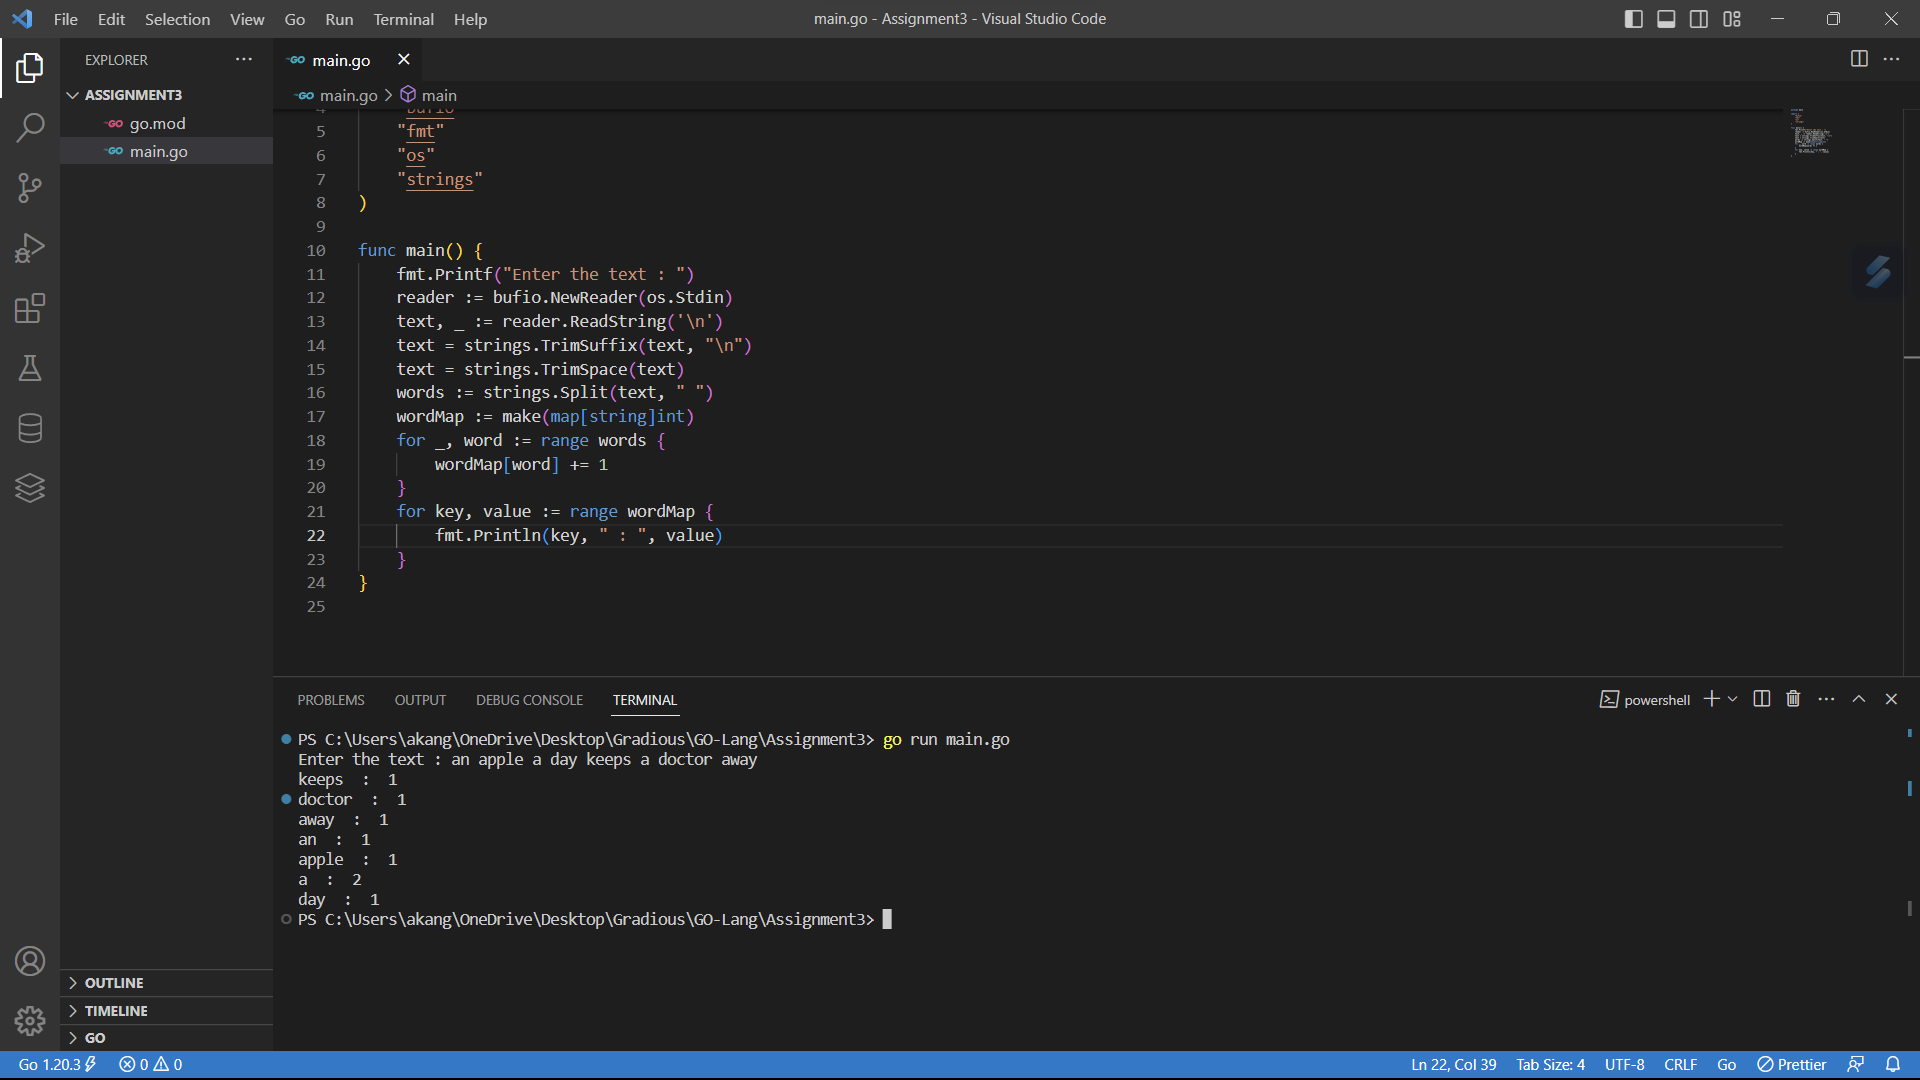 File Edit Selection View Go Run Terminal Help
main.go - Assignment3 - Visual Studio Code
EXPLORER
ASSIGNMENT3
go.mod
main.go
main.go
main.go > main
4 "bufio"
5 "fmt"
6 "os"
7 "strings"
8 )
9
10 func main() {
11 fmt.Printf("Enter the text : ")
12 reader := bufio.NewReader(os.Stdin)
13 text, _ := reader.ReadString('\n')
14 text = strings.TrimSuffix(text, "\n")
15 text = strings.TrimSpace(text)
16 words := strings.Split(text, " ")
17 wordMap := make(map[string]int)
18 for _, word := range words {
19 wordMap[word] += 1
20 }
21 for key, value := range wordMap {
22 fmt.Println(key, " : ", value)
23 }
24 }
25
PROBLEMS OUTPUT DEBUG CONSOLE TERMINAL
powershell
PS C:\Users\akang\OneDrive\Desktop\Gradious\GO-Lang\Assignment3> go run main.go
Enter the text : an apple a day keeps a doctor away
keeps  :  1
doctor  :  1
away  :  1
an  :  1
apple  :  1
a  :  2
day  :  1
PS C:\Users\akang\OneDrive\Desktop\Gradious\GO-Lang\Assignment3>
OUTLINE
TIMELINE
GO
Go 1.20.3 0 0
Ln 22, Col 39 Tab Size: 4 UTF-8 CRLF Go Prettier